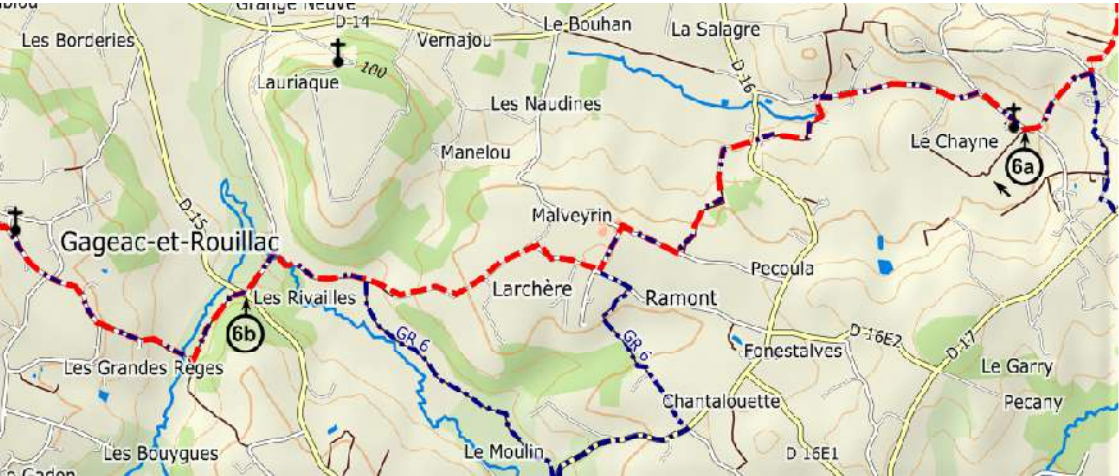 Grange Neuve
D 14
Le Bouhan
La Salagre
Les Borderies
Vernajou
100
Lauriaque
D 16
Les Naudines
Le Chayne
Manelou
6a
D 15
Malveyrin
Gageac-et-Rouillac
Pecoula
Les Rivailles
Larchère
Ramont
6b
GR 6
GR 6
D 16E2
D 17
Fonestalves
Les Grandes Règes
Le Garry
Chantalouette
Pecany
Les Bouygues
Le Moulin
D 16E1